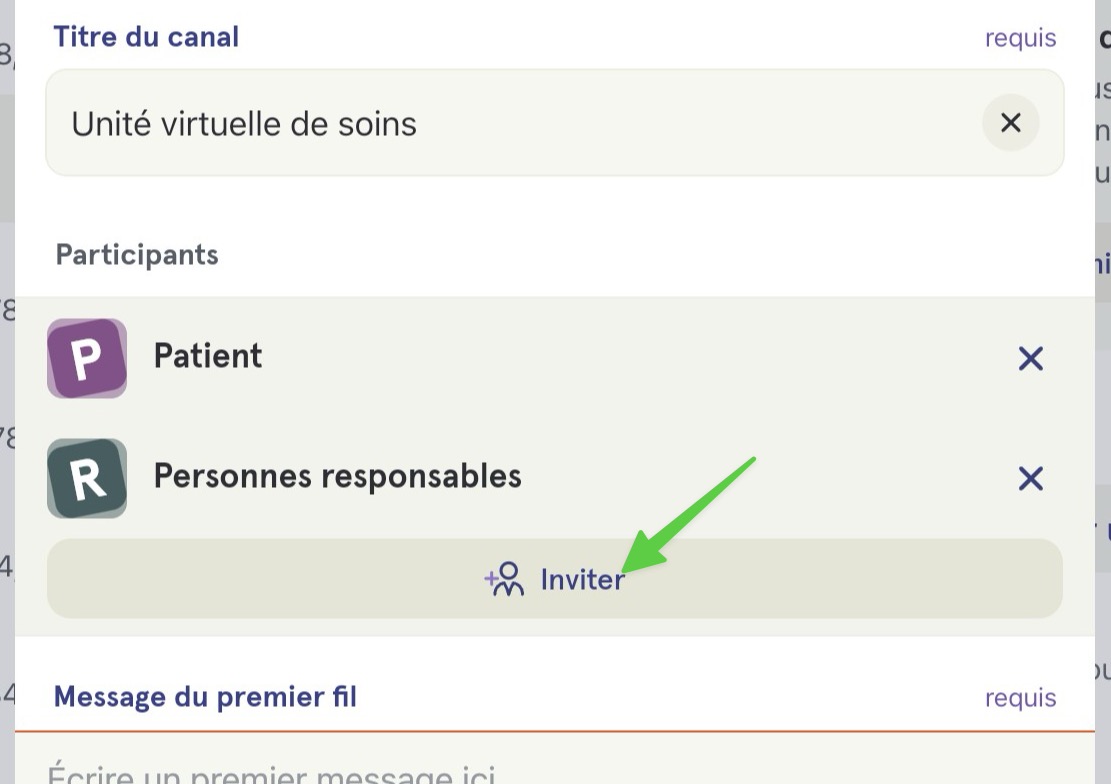 Titre du canal
requis
Unité virtuelle de soins
Participants
P
Patient
R
Personnes responsables
Inviter
Message du premier fil
requis
Écrire un premier message ici